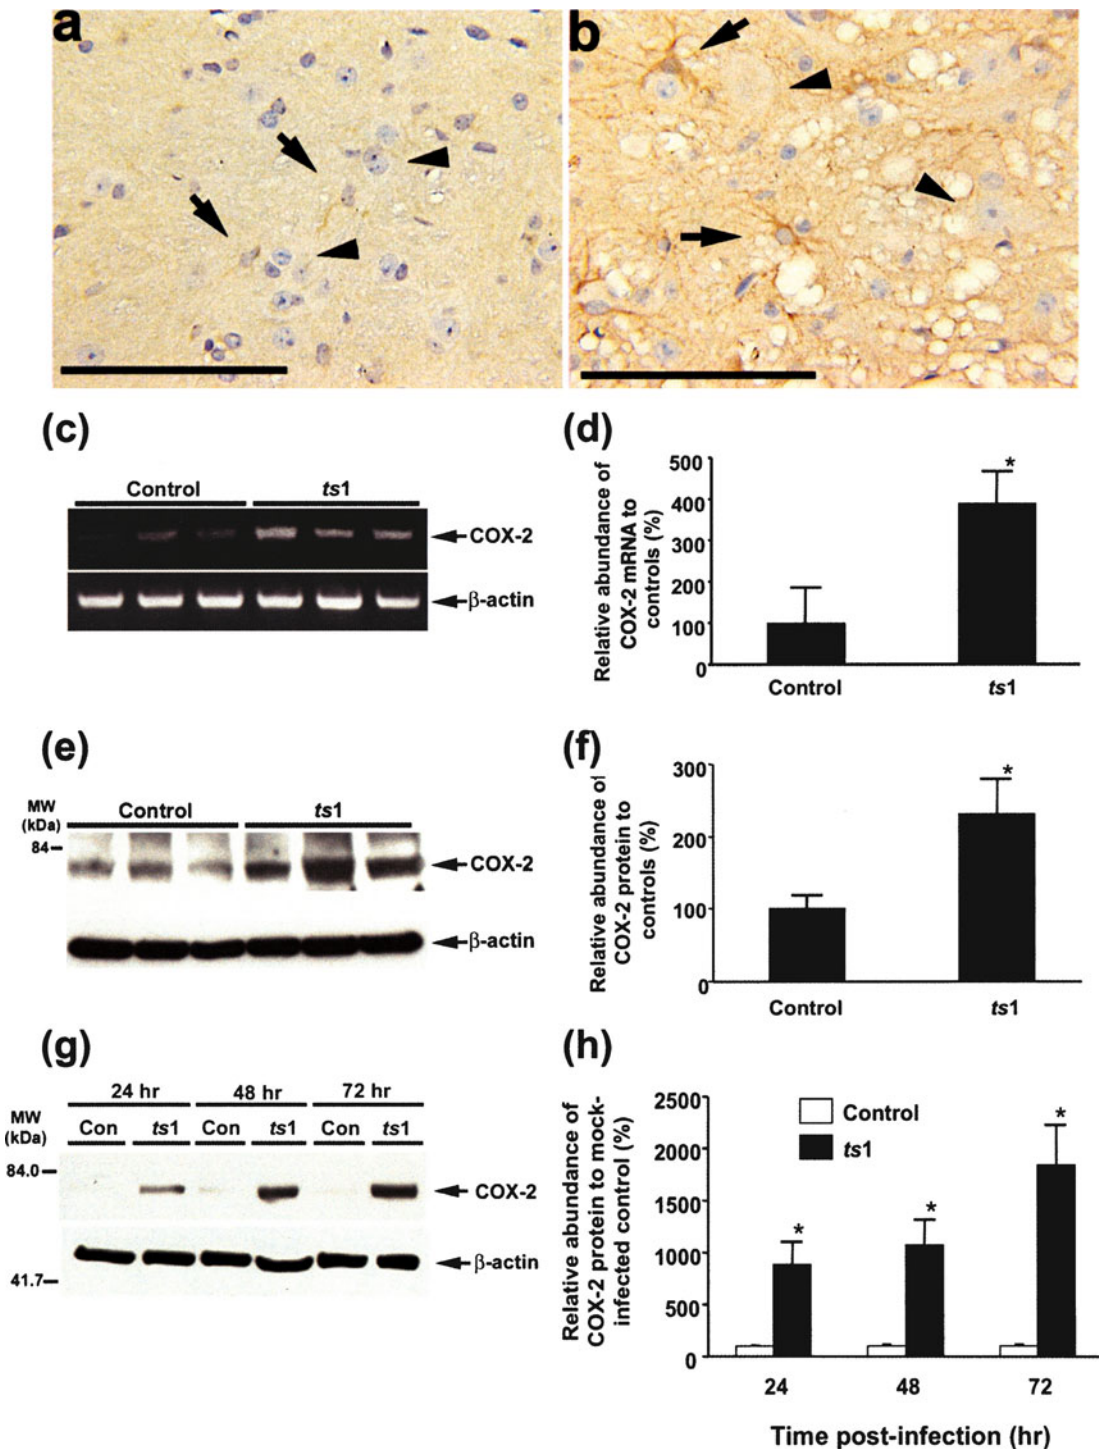 a
b
(c)
Control
ts1
COX-2
β-actin
(d)
Relative abundance of
COX-2 mRNA to
controls (%)
500
400
300
200
100
0
Control
ts1
*
(e)
MW
(kDa)
84
Control
ts1
COX-2
β-actin
(f)
Relative abundance of
COX-2 protein to
controls (%)
300
200
100
0
Control
ts1
*
(g)
24 hr
48 hr
72 hr
MW
(kDa)
Con
ts1
Con
ts1
Con
ts1
84.0
COX-2
β-actin
41.7
(h)
Relative abundance of
COX-2 protein to mock-
infected control (%)
2500
2000
1500
1000
500
0
Control
ts1
*
*
*
24
48
72
Time post-infection (hr)